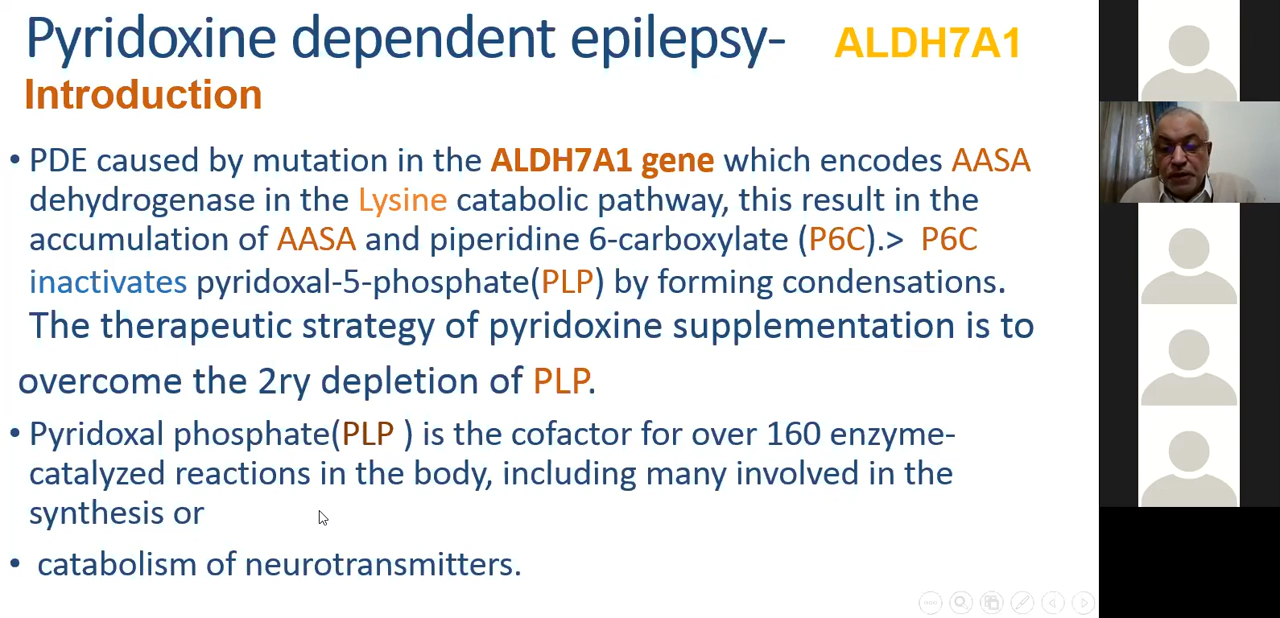 Pyridoxine dependent epilepsy- ALDH7A1
Introduction
• PDE caused by mutation in the ALDH7A1 gene which encodes AASA
dehydrogenase in the Lysine catabolic pathway, this result in the
accumulation of AASA and piperidine 6-carboxylate (P6C).> P6C
inactivates pyridoxal-5-phosphate(PLP) by forming condensations.
The therapeutic strategy of pyridoxine supplementation is to
overcome the 2ry depletion of PLP.
• Pyridoxal phosphate(PLP ) is the cofactor for over 160 enzyme-
catalyzed reactions in the body, including many involved in the
synthesis or
• catabolism of neurotransmitters.